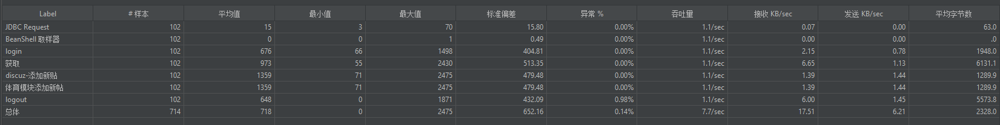 Label # 样本 平均值 最小值 最大值 标准偏差 异常 % 吞吐量 接收 KB/sec 发送 KB/sec 平均字节数
JDBC Request 102 15 3 70 15.80 0.00% 1.1/sec 0.07 0.00 63.0
BeanShell 取样器 102 0 0 1 0.49 0.00% 1.1/sec 0.00 0.00 .0
login 102 676 66 1498 404.81 0.00% 1.1/sec 2.15 0.78 1948.0
获取 102 973 55 2430 513.35 0.00% 1.1/sec 6.65 1.13 6131.1
discuz-添加新贴 102 1359 71 2475 479.48 0.00% 1.1/sec 1.39 1.44 1289.9
体育模块添加新帖 102 1359 71 2475 479.48 0.00% 1.1/sec 1.39 1.44 1289.9
logout 102 648 0 1871 432.09 0.98% 1.1/sec 6.00 1.45 5573.8
总体 714 718 0 2475 652.16 0.14% 7.7/sec 17.51 6.21 2328.0